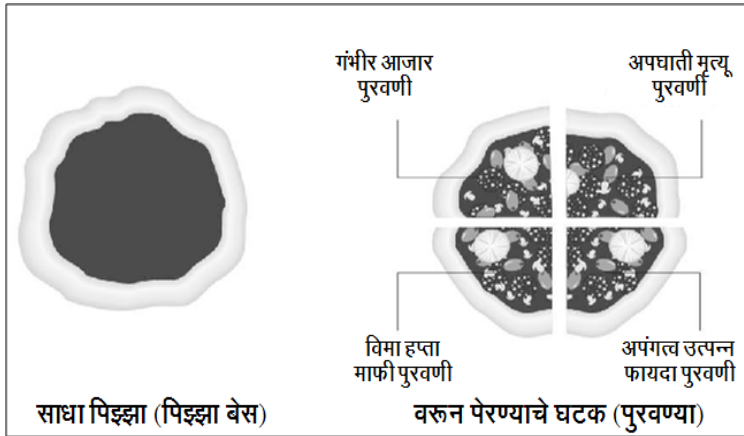 गंभीर आजार
पुरवणी
अपघाती मृत्यू
पुरवणी
विमा हप्ता
माफी पुरवणी
अपंगत्व उत्पन्न
फायदा पुरवणी
साधा पिझ्झा (पिझ्झा बेस)
वरून पेरण्याचे घटक (पुरवण्या)